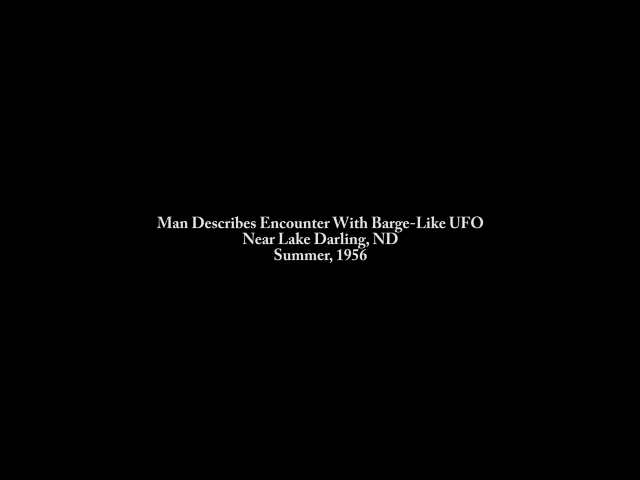 Man Describes Encounter With Barge-Like UFO
Near Lake Darling, ND
Summer, 1956